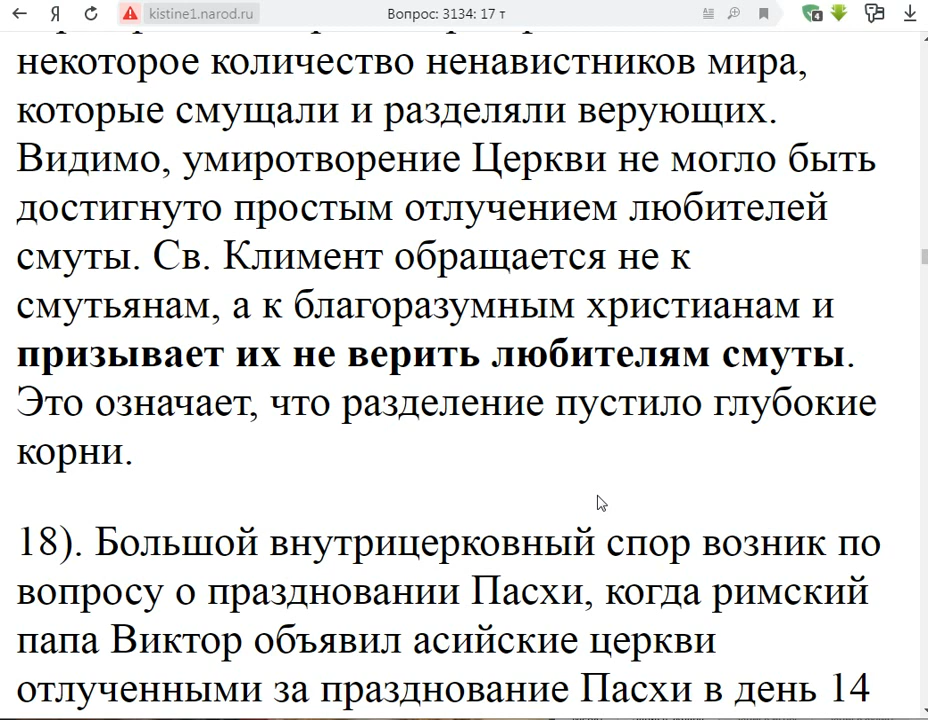 Я kistine1.narod.ru Вопрос: 3134: 17 т 4
некоторое количество ненавистников мира,
которые смущали и разделяли верующих.
Видимо, умиротворение Церкви не могло быть
достигнуто простым отлучением любителей
смуты. Св. Климент обращается не к
смутьянам, а к благоразумным христианам и
призывает их не верить любителям смуты.
Это означает, что разделение пустило глубокие
корни.
18). Большой внутрицерковный спор возник по
вопросу о праздновании Пасхи, когда римский
папа Виктор объявил асийские церкви
отлученными за празднование Пасхи в день 14